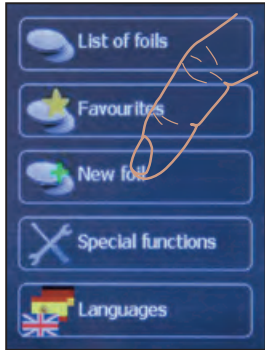 List of foils
Favourites
New foil
Special functions
Languages